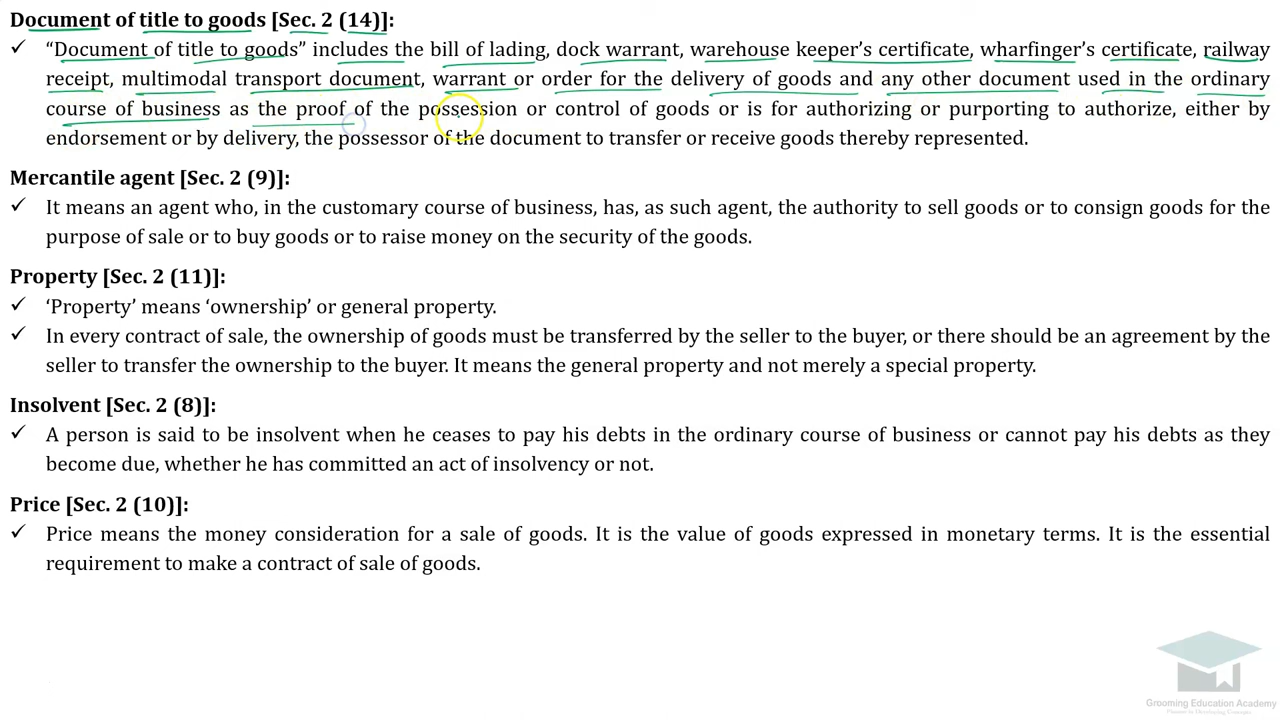 Document of title to goods [Sec. 2 (14)]:
✓ “Document of title to goods” includes the bill of lading, dock warrant, warehouse keeper’s certificate, wharfinger’s certificate, railway
receipt, multimodal transport document, warrant or order for the delivery of goods and any other document used in the ordinary
course of business as the proof of the possession or control of goods or is for authorizing or purporting to authorize, either by
endorsement or by delivery, the possessor of the document to transfer or receive goods thereby represented.
Mercantile agent [Sec. 2 (9)]:
✓ It means an agent who, in the customary course of business, has, as such agent, the authority to sell goods or to consign goods for the
purpose of sale or to buy goods or to raise money on the security of the goods.
Property [Sec. 2 (11)]:
✓ ‘Property’ means ‘ownership’ or general property.
✓ In every contract of sale, the ownership of goods must be transferred by the seller to the buyer, or there should be an agreement by the
seller to transfer the ownership to the buyer. It means the general property and not merely a special property.
Insolvent [Sec. 2 (8)]:
✓ A person is said to be insolvent when he ceases to pay his debts in the ordinary course of business or cannot pay his debts as they
become due, whether he has committed an act of insolvency or not.
Price [Sec. 2 (10)]:
✓ Price means the money consideration for a sale of goods. It is the value of goods expressed in monetary terms. It is the essential
requirement to make a contract of sale of goods.
Grooming Education Academy